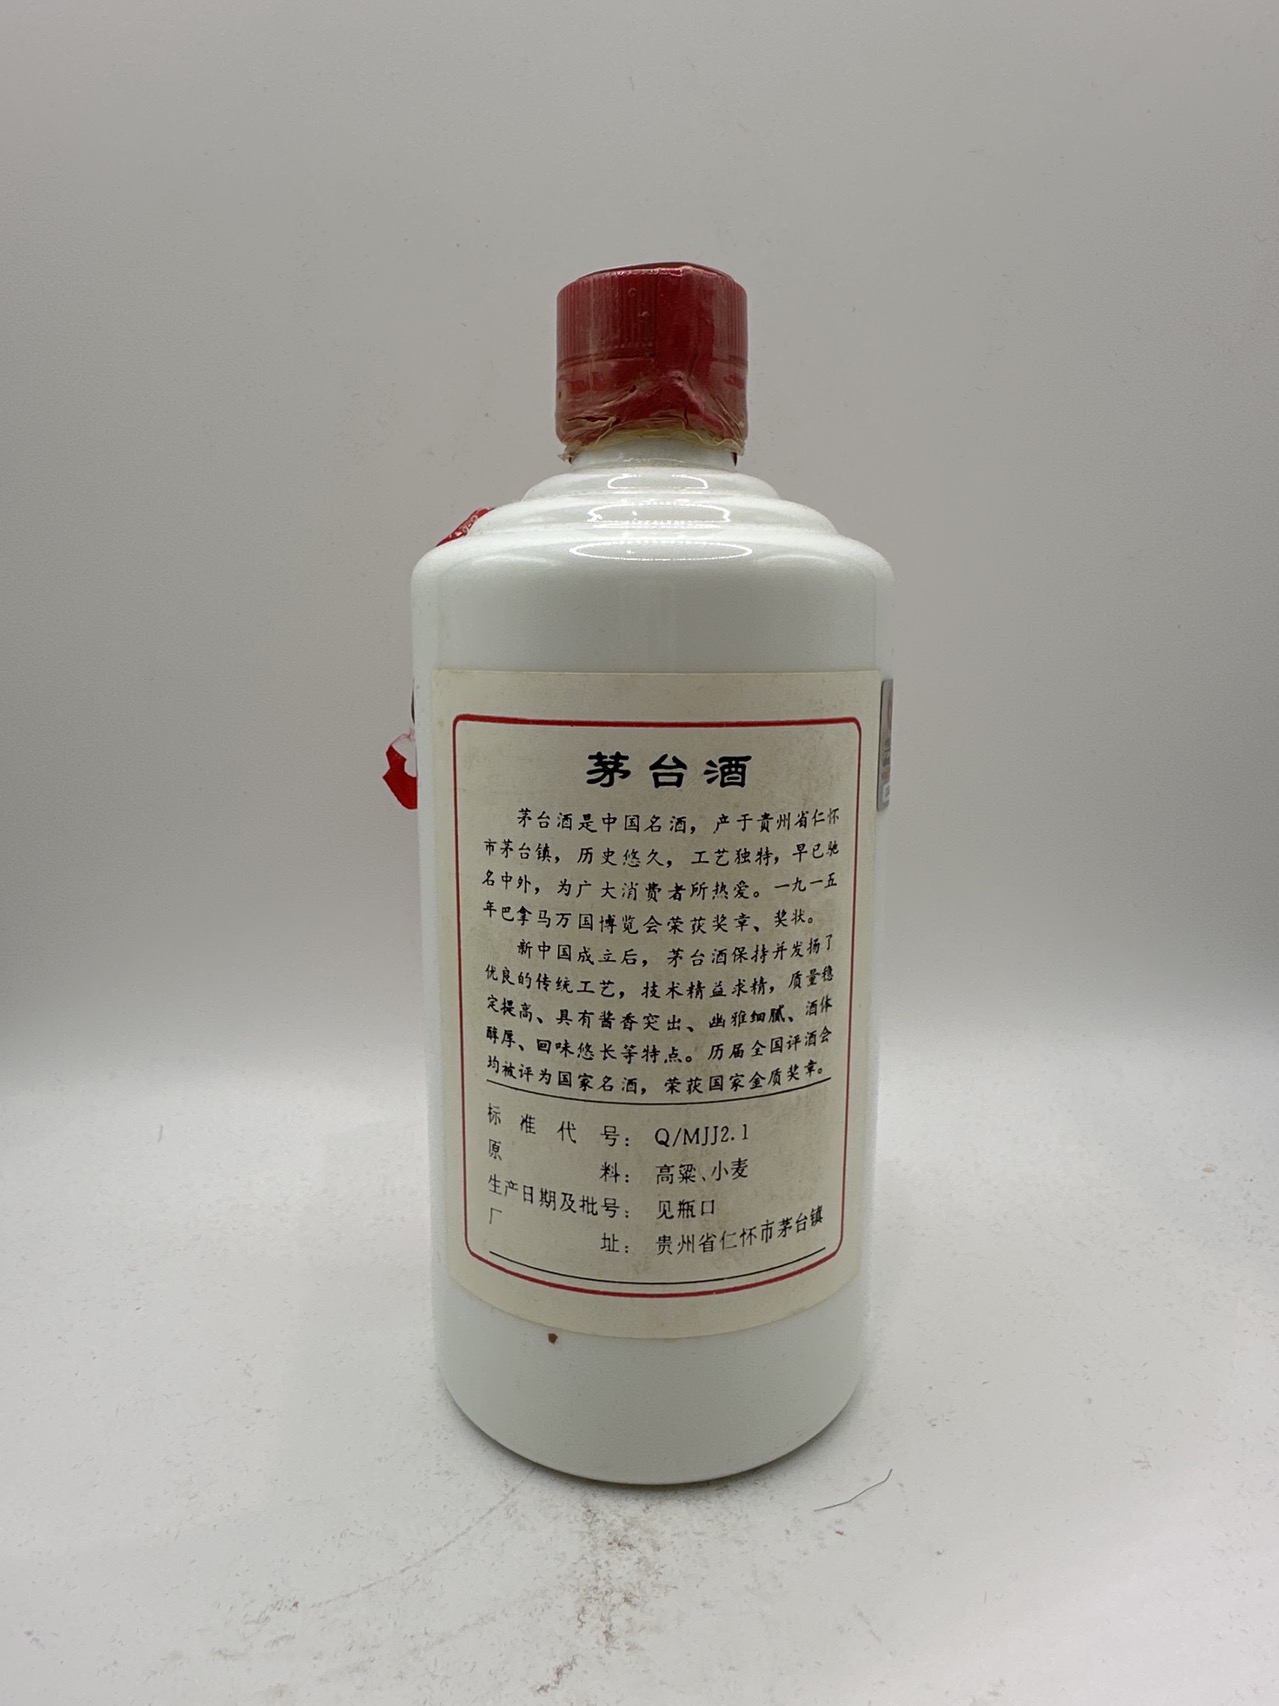 茅台酒
茅台酒是中国名酒，产于贵州省仁怀
市茅台镇，历史悠久，工艺独特，早已驰
名中外，为广大消费者所热爱。一九一五
年巴拿马万国博览会荣获奖章、奖状。
新中国成立后，茅台酒保持并发扬了
优良的传统工艺，技术精益求精，质量稳
定提高、具有酱香突出、幽雅细腻、酒体
醇厚、回味悠长等特点。历届全国评酒会
均被评为国家名酒，荣获国家金质奖章。
标准代号：Q/MJJ2.1
原料：高粱、小麦
生产日期及批号：见瓶口
厂址：贵州省仁怀市茅台镇